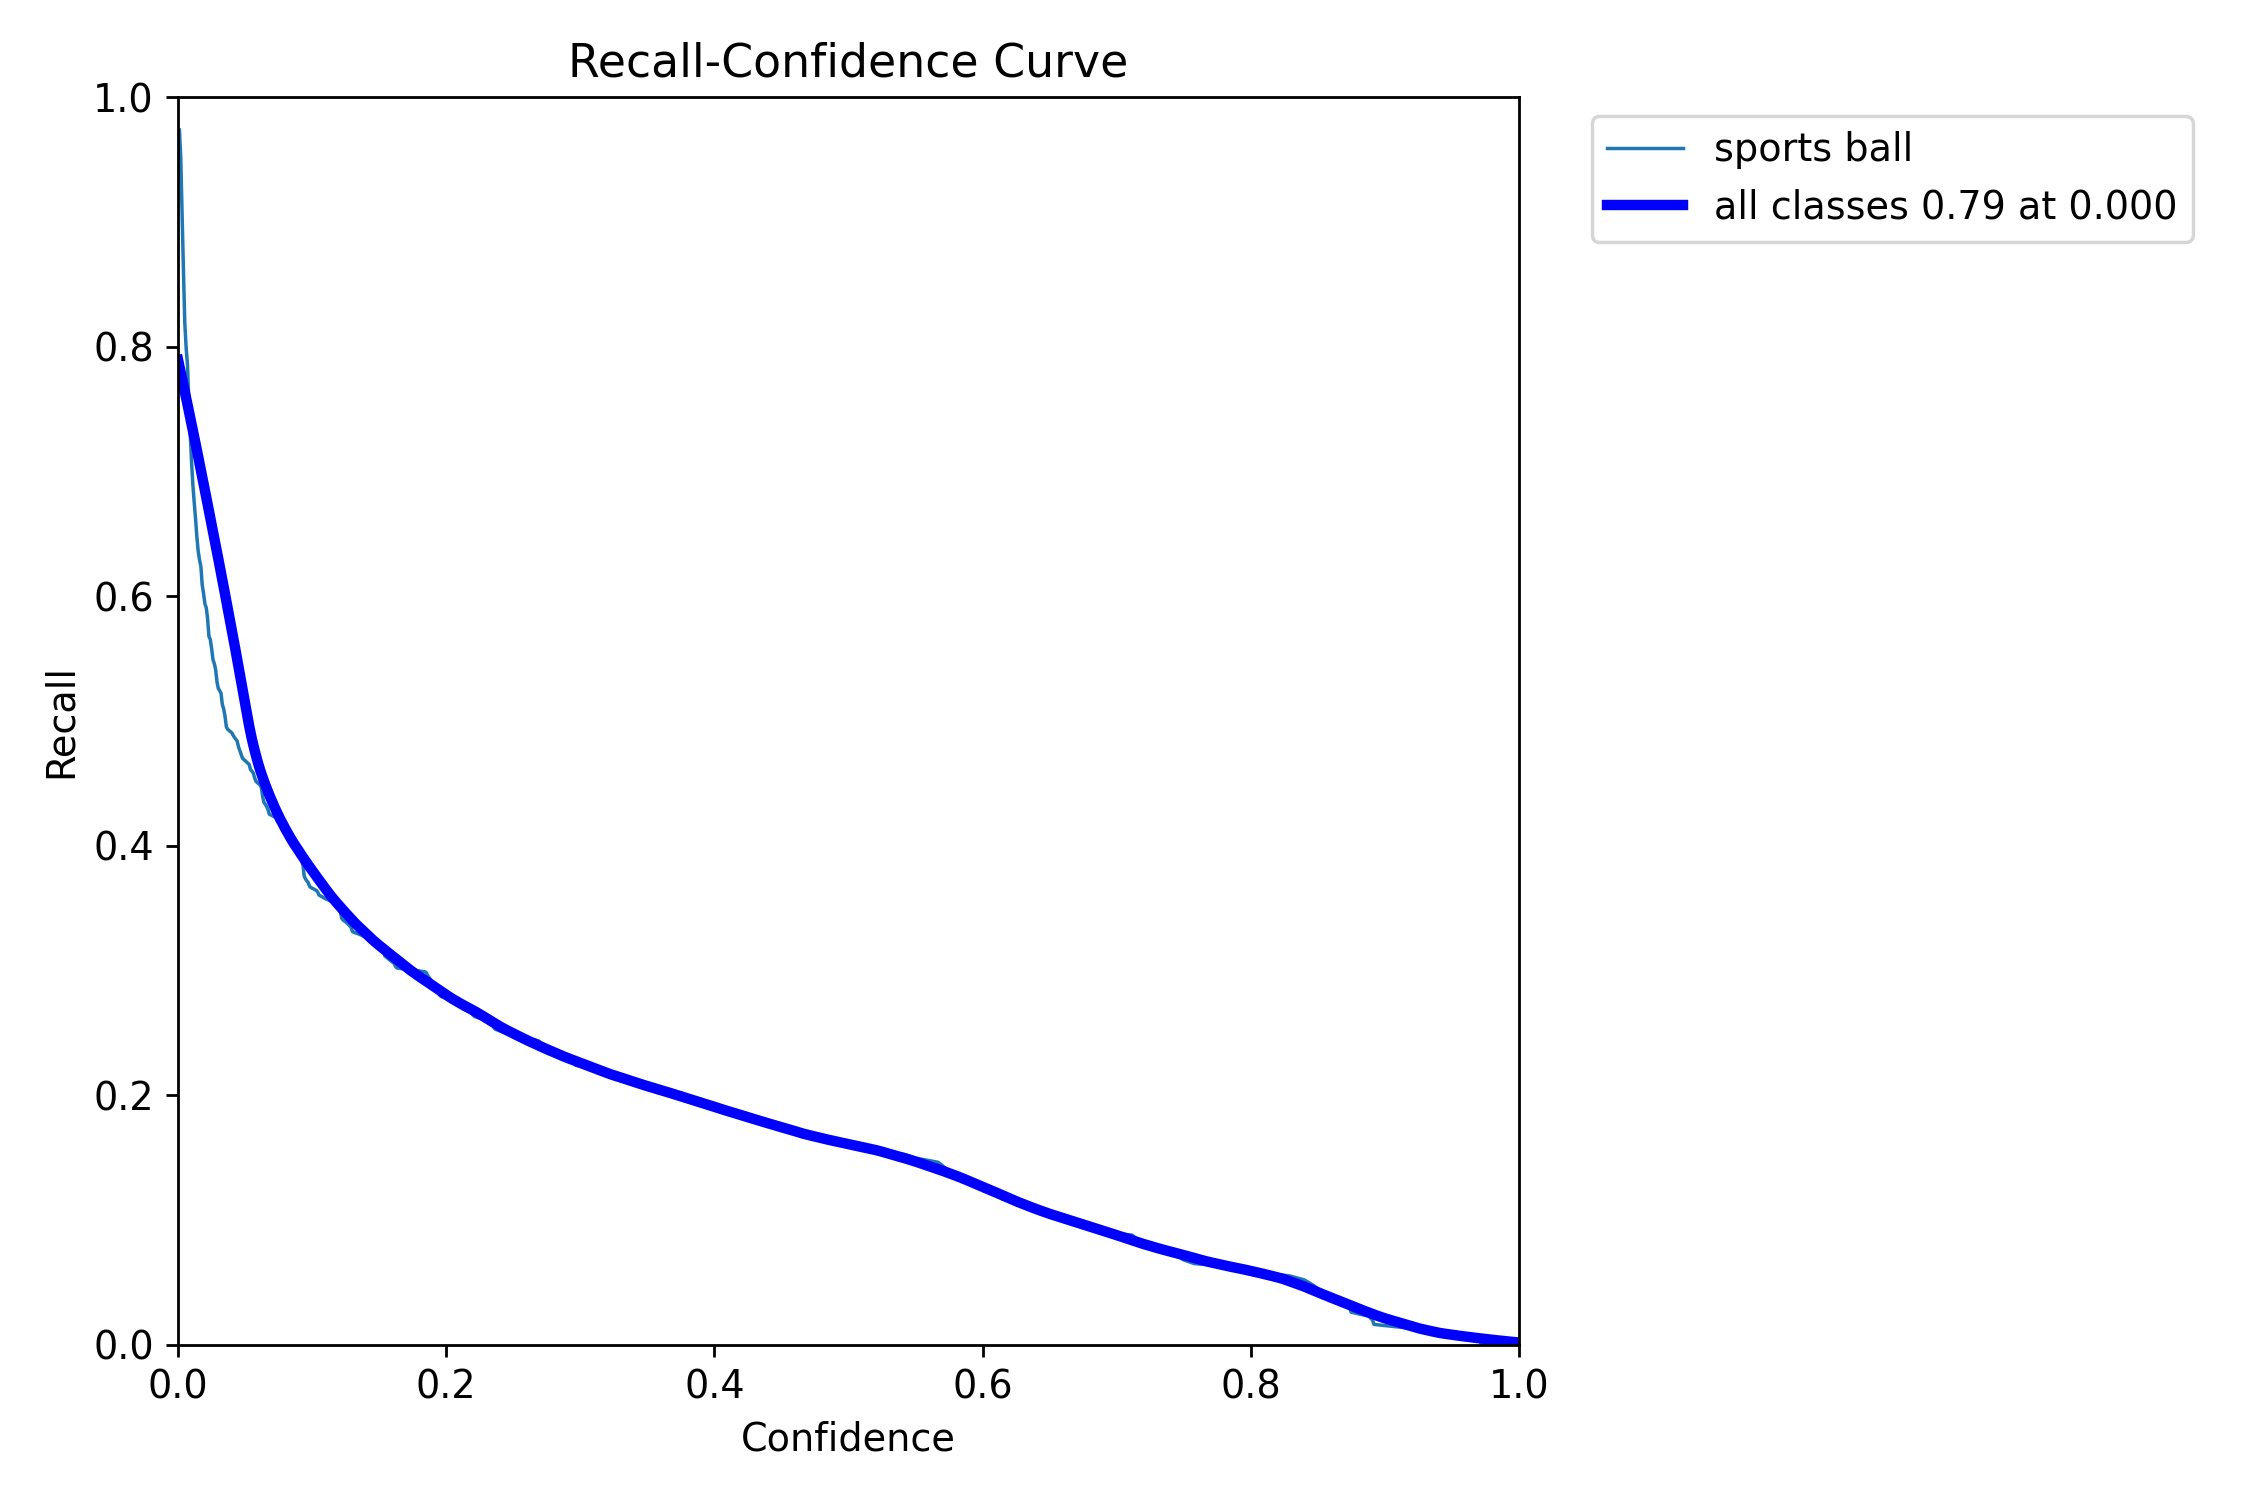 Recall-Confidence Curve
1.0
0.8
0.6
0.4
0.2
0.0
Recall
0.0 0.2 0.4 0.6 0.8 1.0
Confidence
sports ball
all classes 0.79 at 0.000